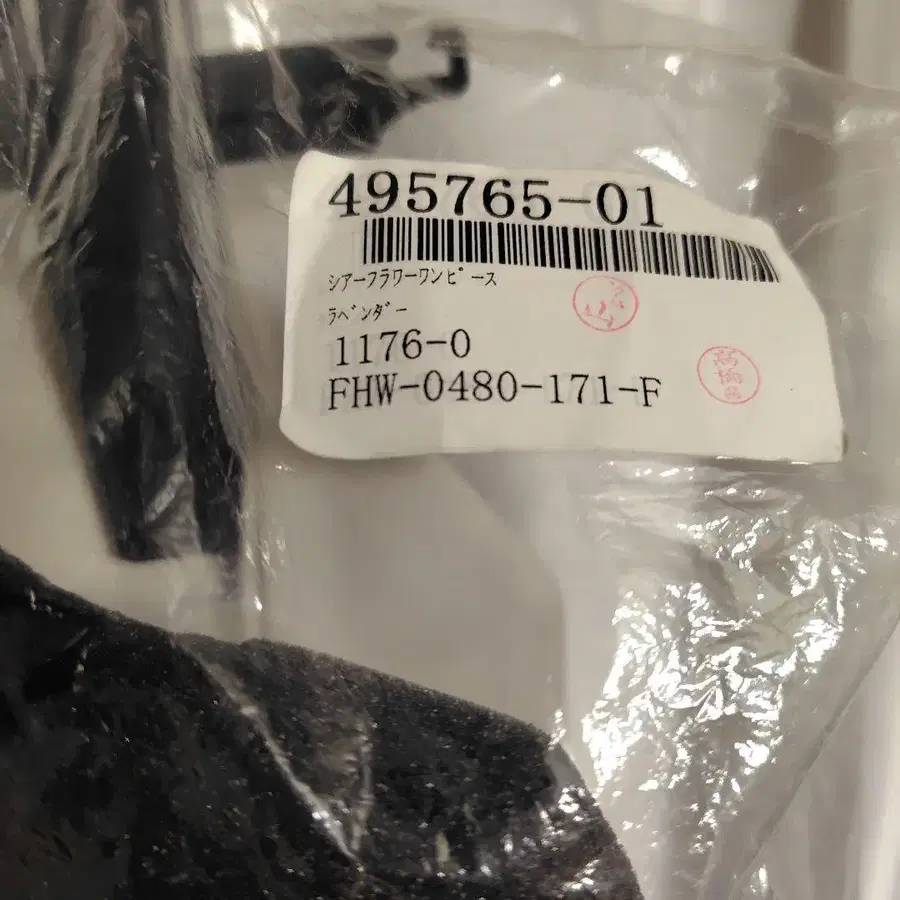 495765-01
ｼｱｰﾌﾗﾜｰﾜﾝﾋﾟｰｽ
ﾗﾍﾞﾝﾀﾞｰ
1176-0
FHW-0480-171-F